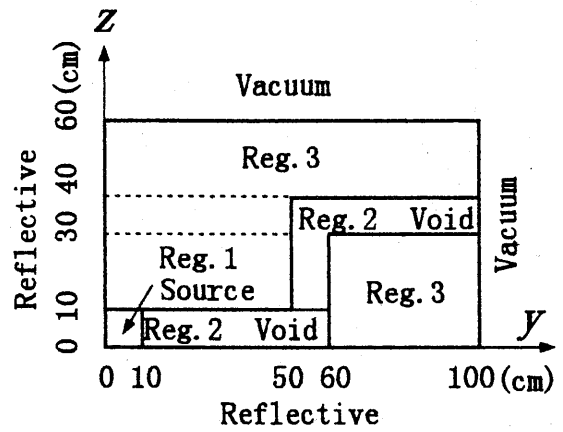 Z
Vacuum
60 (cm)
40
30
10
0
Reflective
Reg.3
Reg.2 Void
Vacuum
Reg.1
Source
Reg.3
Reg.2 Void
y
0 10 50 60 100 (cm)
Reflective